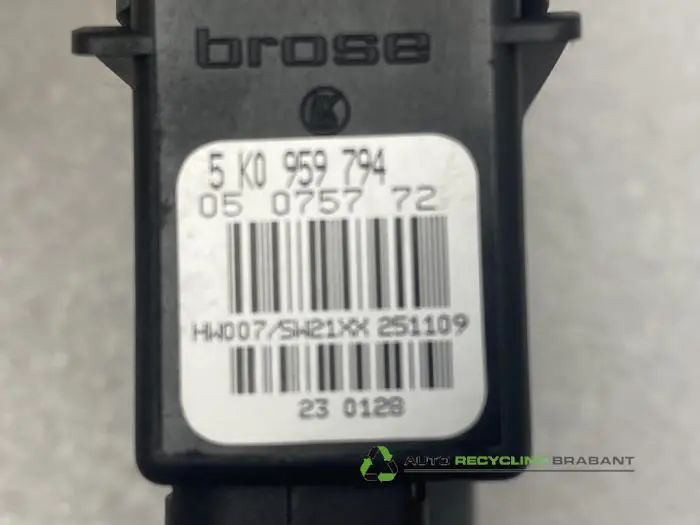 brose
K
5 K0 959 794
05 0757 72
HW007/SW21XX 251109
23 0128
AUTO RECYCLING BRABANT